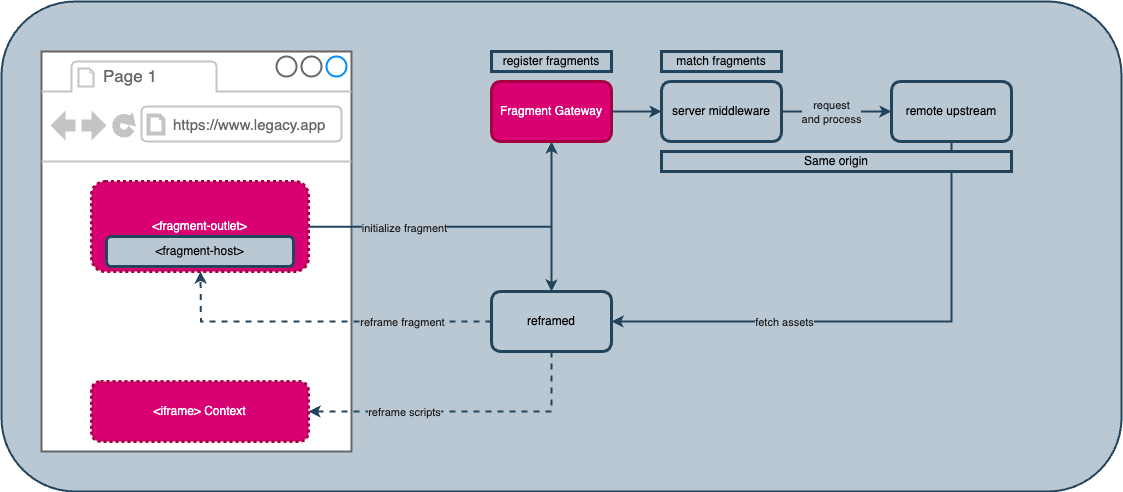 Page 1
https://www.legacy.app
register fragments
match fragments
Fragment Gateway
server middleware
request
and process
remote upstream
Same origin
<fragment-outlet>
<fragment-host>
initialize fragment
reframe fragment
reframed
fetch assets
<iframe> Context
reframe scripts